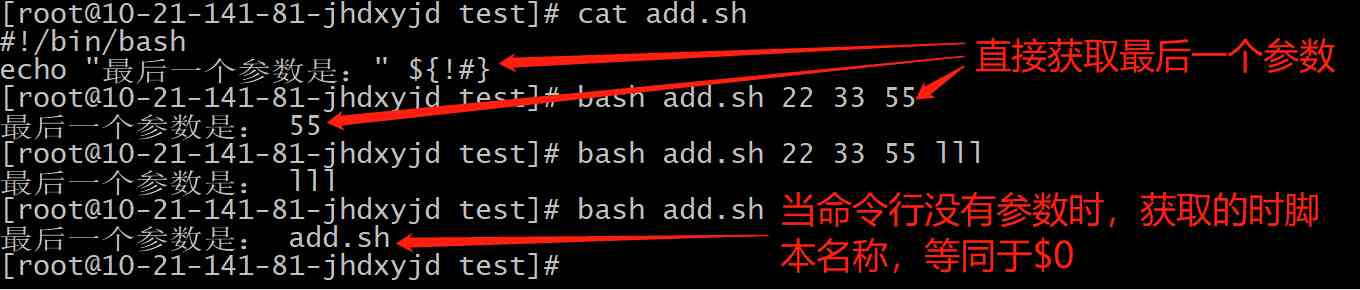 [root@10-21-141-81-jhdxyjd test]# cat add.sh
#!/bin/bash
echo "最后一个参数是：" ${!#}
直接获取最后一个参数
[root@10-21-141-81-jhdxyjd test]# bash add.sh 22 33 55
最后一个参数是： 55
[root@10-21-141-81-jhdxyjd test]# bash add.sh 22 33 55 lll
最后一个参数是： lll
[root@10-21-141-81-jhdxyjd test]# bash add.sh
最后一个参数是： add.sh
[root@10-21-141-81-jhdxyjd test]#
当命令行没有参数时，获取的时脚
本名称，等同于$0